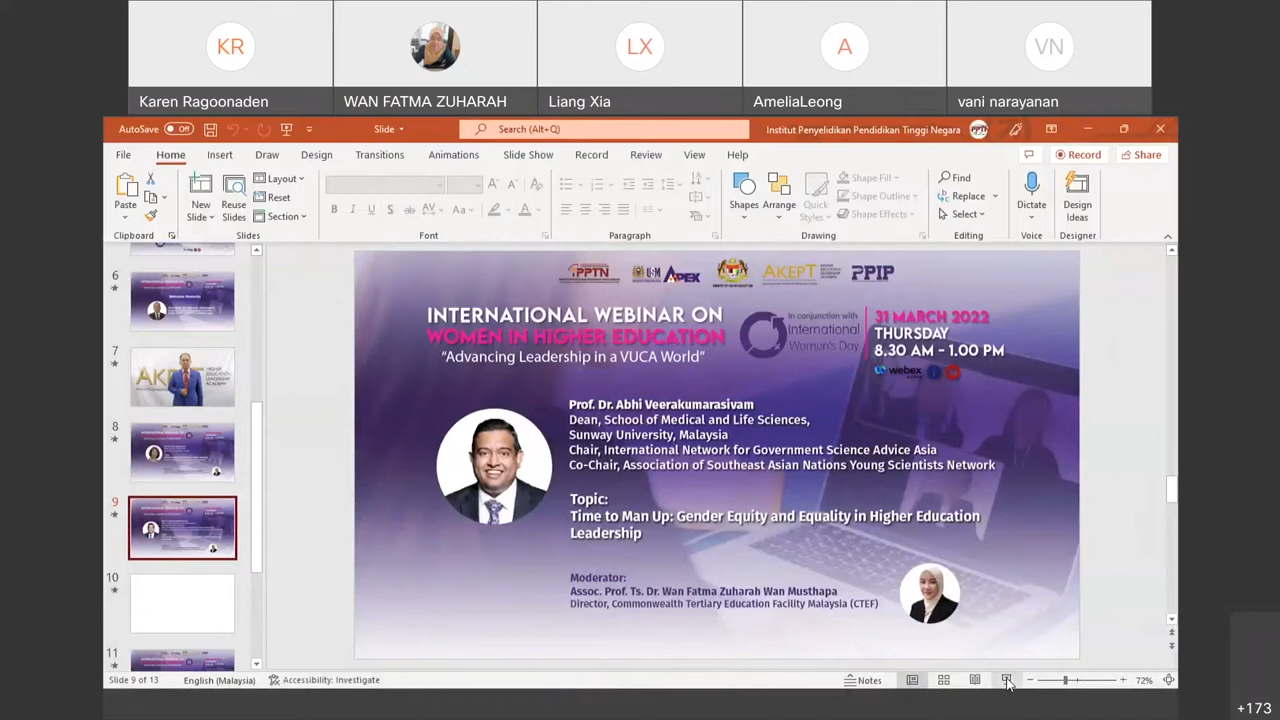 KR
LX
A
VN
Karen Ragoonaden
WAN FATMA ZUHARAH
Liang Xia
AmeliaLeong
vani narayanan
AutoSave Off
Slide
Search (Alt+Q)
Institut Penyelidikan Pendidikan Tinggi Negara
File Home Insert Draw Design Transitions Animations Slide Show Record Review View Help
Record
Share
Paste
New
Slide
Reuse
Slides
Layout
Reset
Section
Shapes
Arrange
Quick
Styles
Shape Fill
Shape Outline
Shape Effects
Find
Replace
Select
Dictate
Design
Ideas
Clipboard Slides Font Paragraph Drawing Editing Voice Designer
6
7
8
9
10
11
iPPTN
USM
APEX
AKEPT
PPIP
INTERNATIONAL WEBINAR ON
WOMEN IN HIGHER EDUCATION
“Advancing Leadership in a VUCA World”
In conjunction with
International
Women's Day
31 MARCH 2022
THURSDAY
8.30 AM - 1.00 PM
webex
Prof. Dr. Abhi Veerakumarasivam
Dean, School of Medical and Life Sciences,
Sunway University, Malaysia
Chair, International Network for Government Science Advice Asia
Co-Chair, Association of Southeast Asian Nations Young Scientists Network
Topic:
Time to Man Up: Gender Equity and Equality in Higher Education
Leadership
Moderator:
Assoc. Prof. Ts. Dr. Wan Fatma Zuharah Wan Musthapa
Director, Commonwealth Tertiary Education Facility Malaysia (CTEF)
Slide 9 of 13
English (Malaysia)
Accessibility: Investigate
Notes
72%
+173